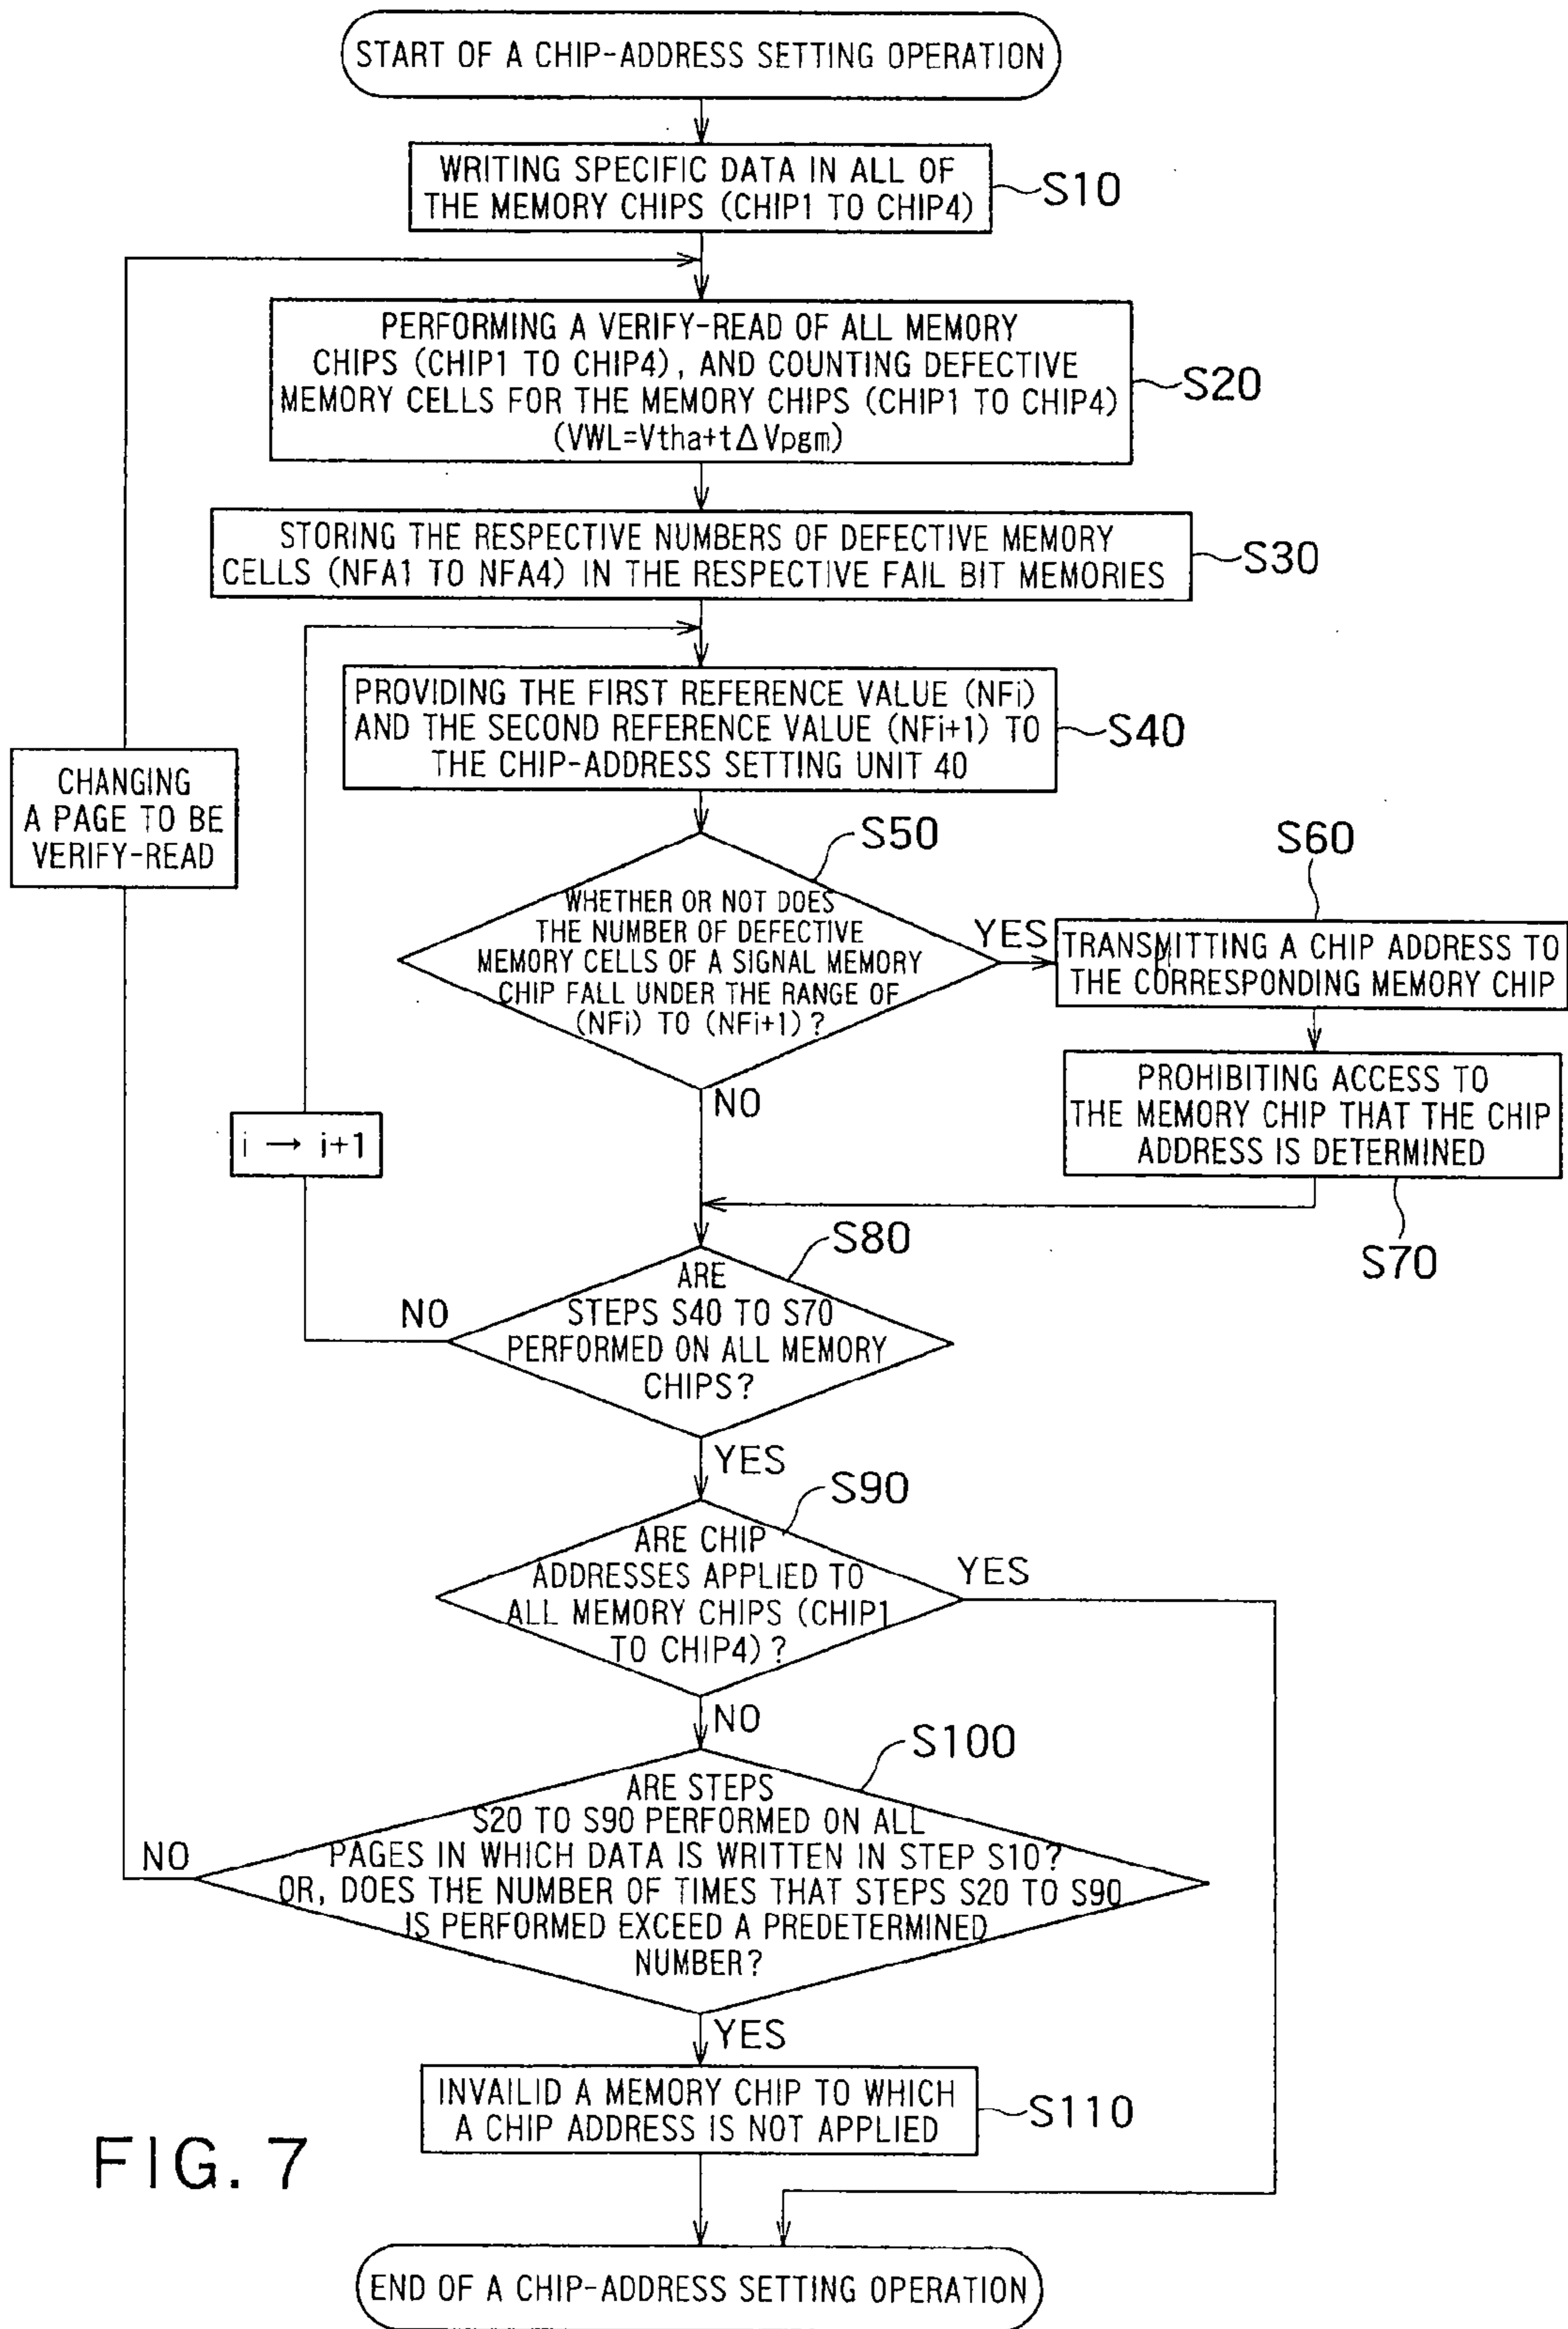 START OF A CHIP-ADDRESS SETTING OPERATION
WRITING SPECIFIC DATA IN ALL OF
THE MEMORY CHIPS (CHIP1 TO CHIP4)
S10
PERFORMING A VERIFY-READ OF ALL MEMORY
CHIPS (CHIP1 TO CHIP4), AND COUNTING DEFECTIVE
MEMORY CELLS FOR THE MEMORY CHIPS (CHIP1 TO CHIP4)
(VWL=Vtha+tΔVpgm)
S20
STORING THE RESPECTIVE NUMBERS OF DEFECTIVE MEMORY
CELLS (NFA1 TO NFA4) IN THE RESPECTIVE FAIL BIT MEMORIES
S30
PROVIDING THE FIRST REFERENCE VALUE (NFi)
AND THE SECOND REFERENCE VALUE (NFi+1) TO
THE CHIP-ADDRESS SETTING UNIT 40
S40
CHANGING
A PAGE TO BE
VERIFY-READ
S50
WHETHER OR NOT DOES
THE NUMBER OF DEFECTIVE
MEMORY CELLS OF A SIGNAL MEMORY
CHIP FALL UNDER THE RANGE OF
(NFi) TO (NFi+1)?
YES
S60
TRANSMITTING A CHIP ADDRESS TO
THE CORRESPONDING MEMORY CHIP
PROHIBITING ACCESS TO
THE MEMORY CHIP THAT THE CHIP
ADDRESS IS DETERMINED
S70
NO
i → i+1
S80
ARE
STEPS S40 TO S70
PERFORMED ON ALL MEMORY
CHIPS?
NO
YES
S90
ARE CHIP
ADDRESSES APPLIED TO
ALL MEMORY CHIPS (CHIP1
TO CHIP4)?
YES
NO
S100
ARE STEPS
S20 TO S90 PERFORMED ON ALL
PAGES IN WHICH DATA IS WRITTEN IN STEP S10?
OR, DOES THE NUMBER OF TIMES THAT STEPS S20 TO S90
IS PERFORMED EXCEED A PREDETERMINED
NUMBER?
NO
YES
INVAILID A MEMORY CHIP TO WHICH
A CHIP ADDRESS IS NOT APPLIED
S110
FIG. 7
END OF A CHIP-ADDRESS SETTING OPERATION